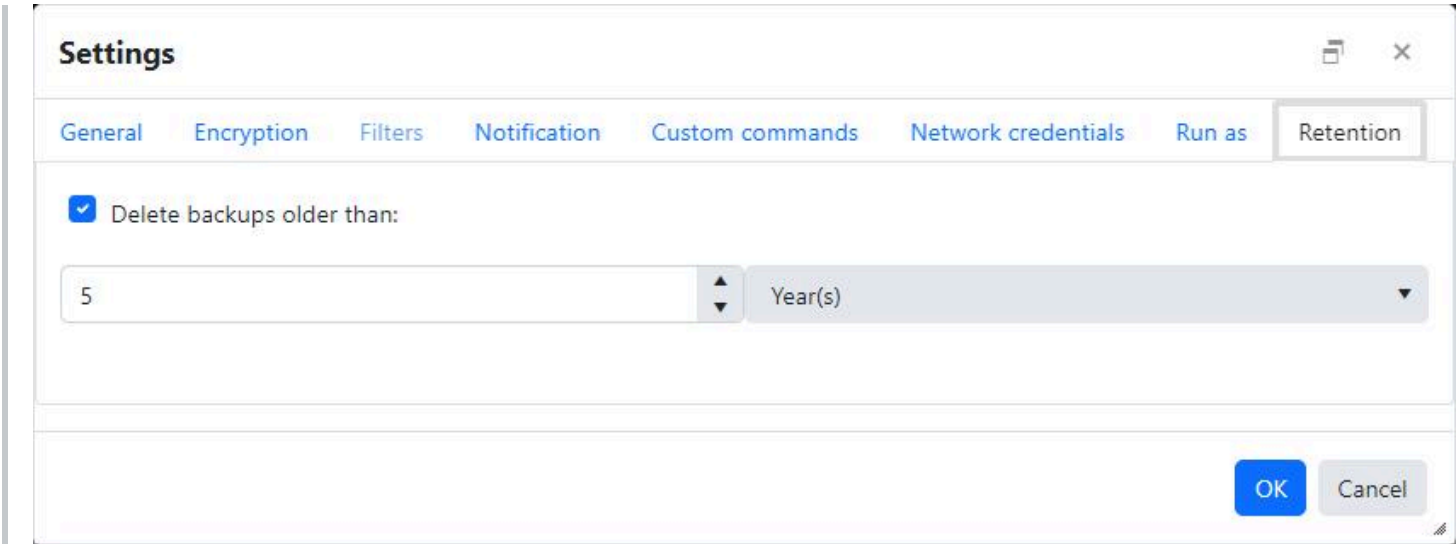 Settings
General Encryption Filters Notification Custom commands Network credentials Run as Retention
Delete backups older than:
5 Year(s)
OK Cancel